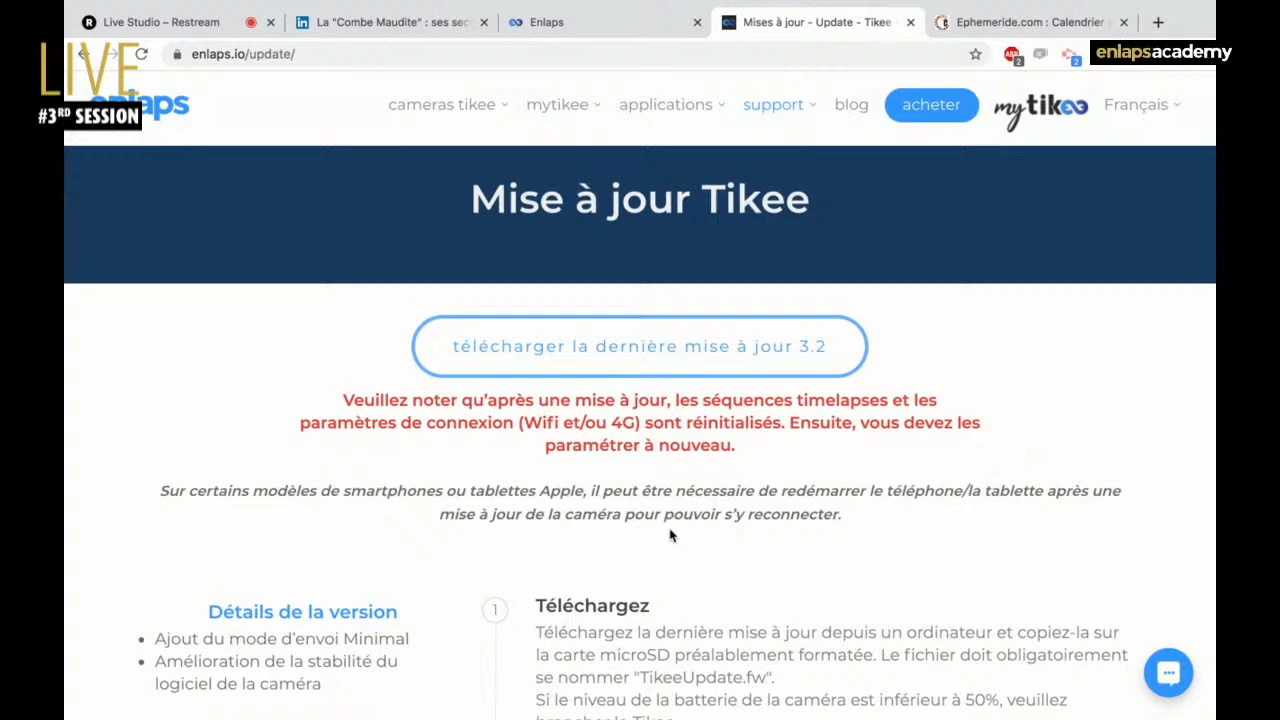 Live Studio – Restream
La "Combe Maudite" : ses sec
Enlaps
Mises à jour - Update - Tikee -
Ephemeride.com : Calendrier
enlaps.io/update/
2
2
enlapsacademy
LIVE
#3RD SESSION
enlaps
cameras tikee
mytikee
applications
support
blog
acheter
mytikee
Français
Mise à jour Tikee
télécharger la dernière mise à jour 3.2
Veuillez noter qu'après une mise à jour, les séquences timelapses et les
paramètres de connexion (Wifi et/ou 4G) sont réinitialisés. Ensuite, vous devez les
paramétrer à nouveau.
Sur certains modèles de smartphones ou tablettes Apple, il peut être nécessaire de redémarrer le téléphone/la tablette après une
mise à jour de la caméra pour pouvoir s'y reconnecter.
Détails de la version
Ajout du mode d'envoi Minimal
Amélioration de la stabilité du
logiciel de la caméra
1
Téléchargez
Téléchargez la dernière mise à jour depuis un ordinateur et copiez-la sur
la carte microSD préalablement formatée. Le fichier doit obligatoirement
se nommer "TikeeUpdate.fw".
Si le niveau de la batterie de la caméra est inférieur à 50%, veuillez